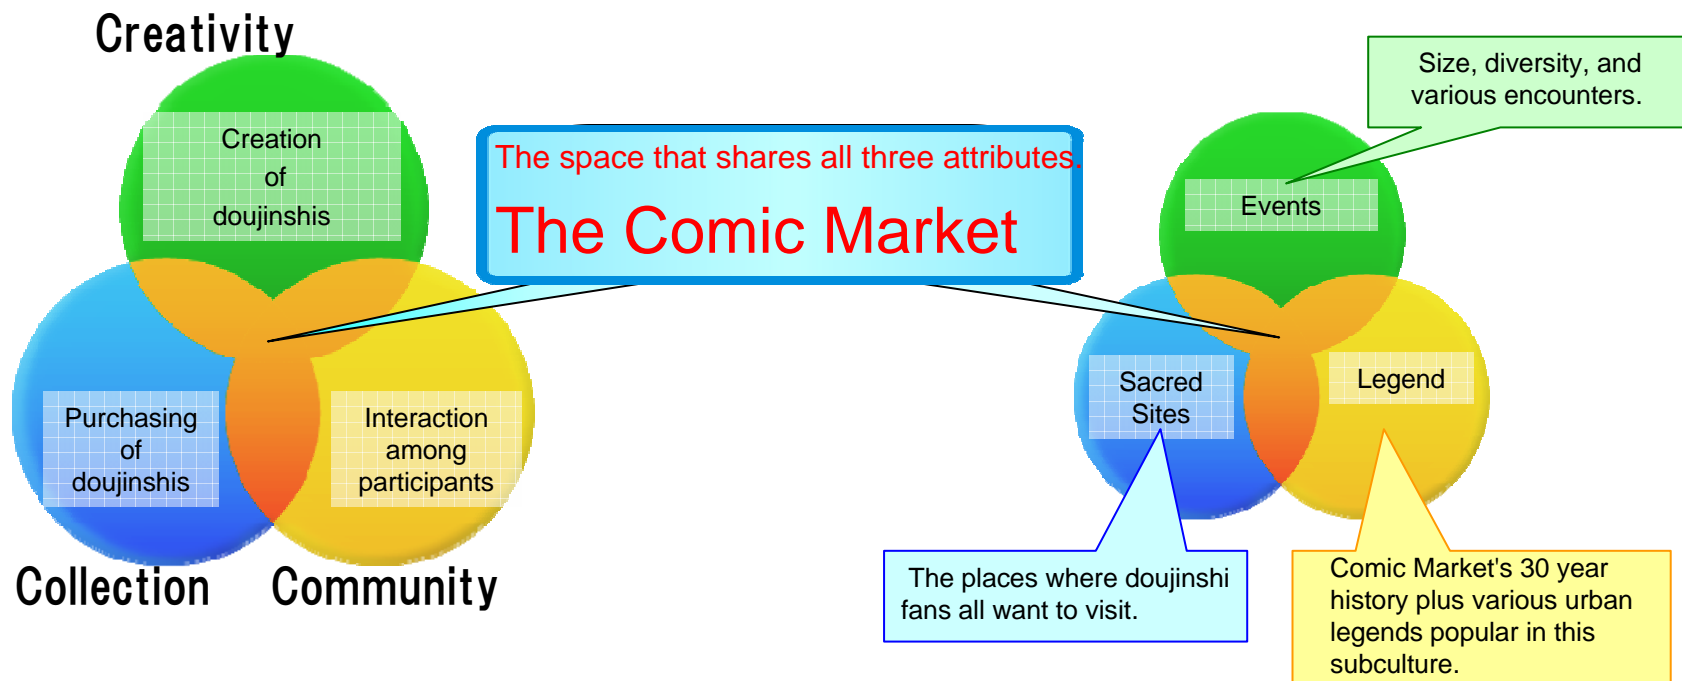 Creativity
Creation
of
doujinshis
Purchasing
of
doujinshis
Interaction
among
participants
Collection
Community
The space that shares all three attributes.
The Comic Market
Size, diversity, and
various encounters.
Events
Sacred
Sites
Legend
The places where doujinshi
fans all want to visit.
Comic Market's 30 year
history plus various urban
legends popular in this
subculture.